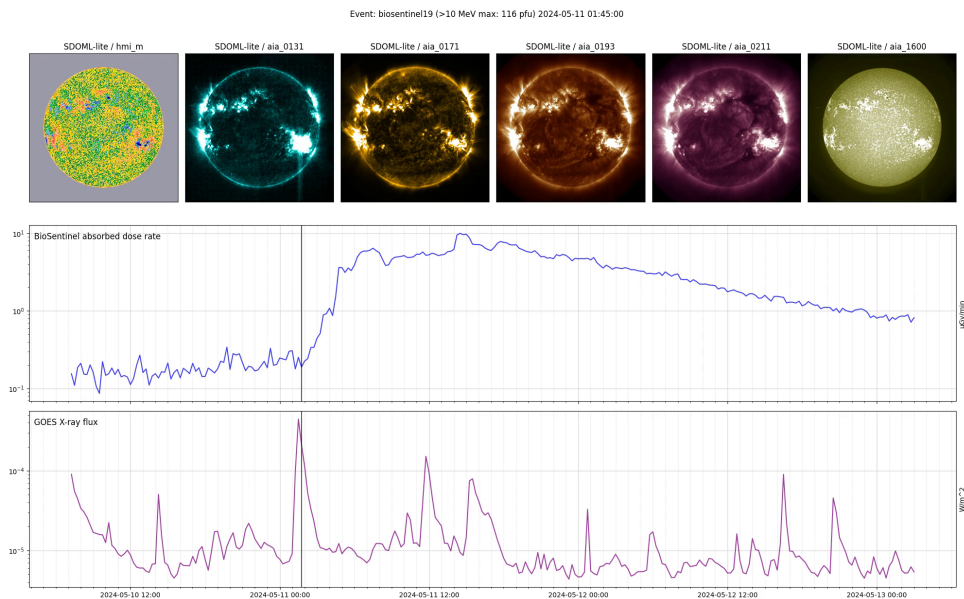 Event: biosentinel19 (>10 MeV max: 116 pfu) 2024-05-11 01:45:00
SDOML-lite / hmi_m
SDOML-lite / aia_0131
SDOML-lite / aia_0171
SDOML-lite / aia_0193
SDOML-lite / aia_0211
SDOML-lite / aia_1600
BioSentinel absorbed dose rate
10¹
10⁰
10⁻¹
uGy/min
GOES X-ray flux
10⁻⁴
10⁻⁵
W/m^2
2024-05-10 12:00
2024-05-11 00:00
2024-05-11 12:00
2024-05-12 00:00
2024-05-12 12:00
2024-05-13 00:00